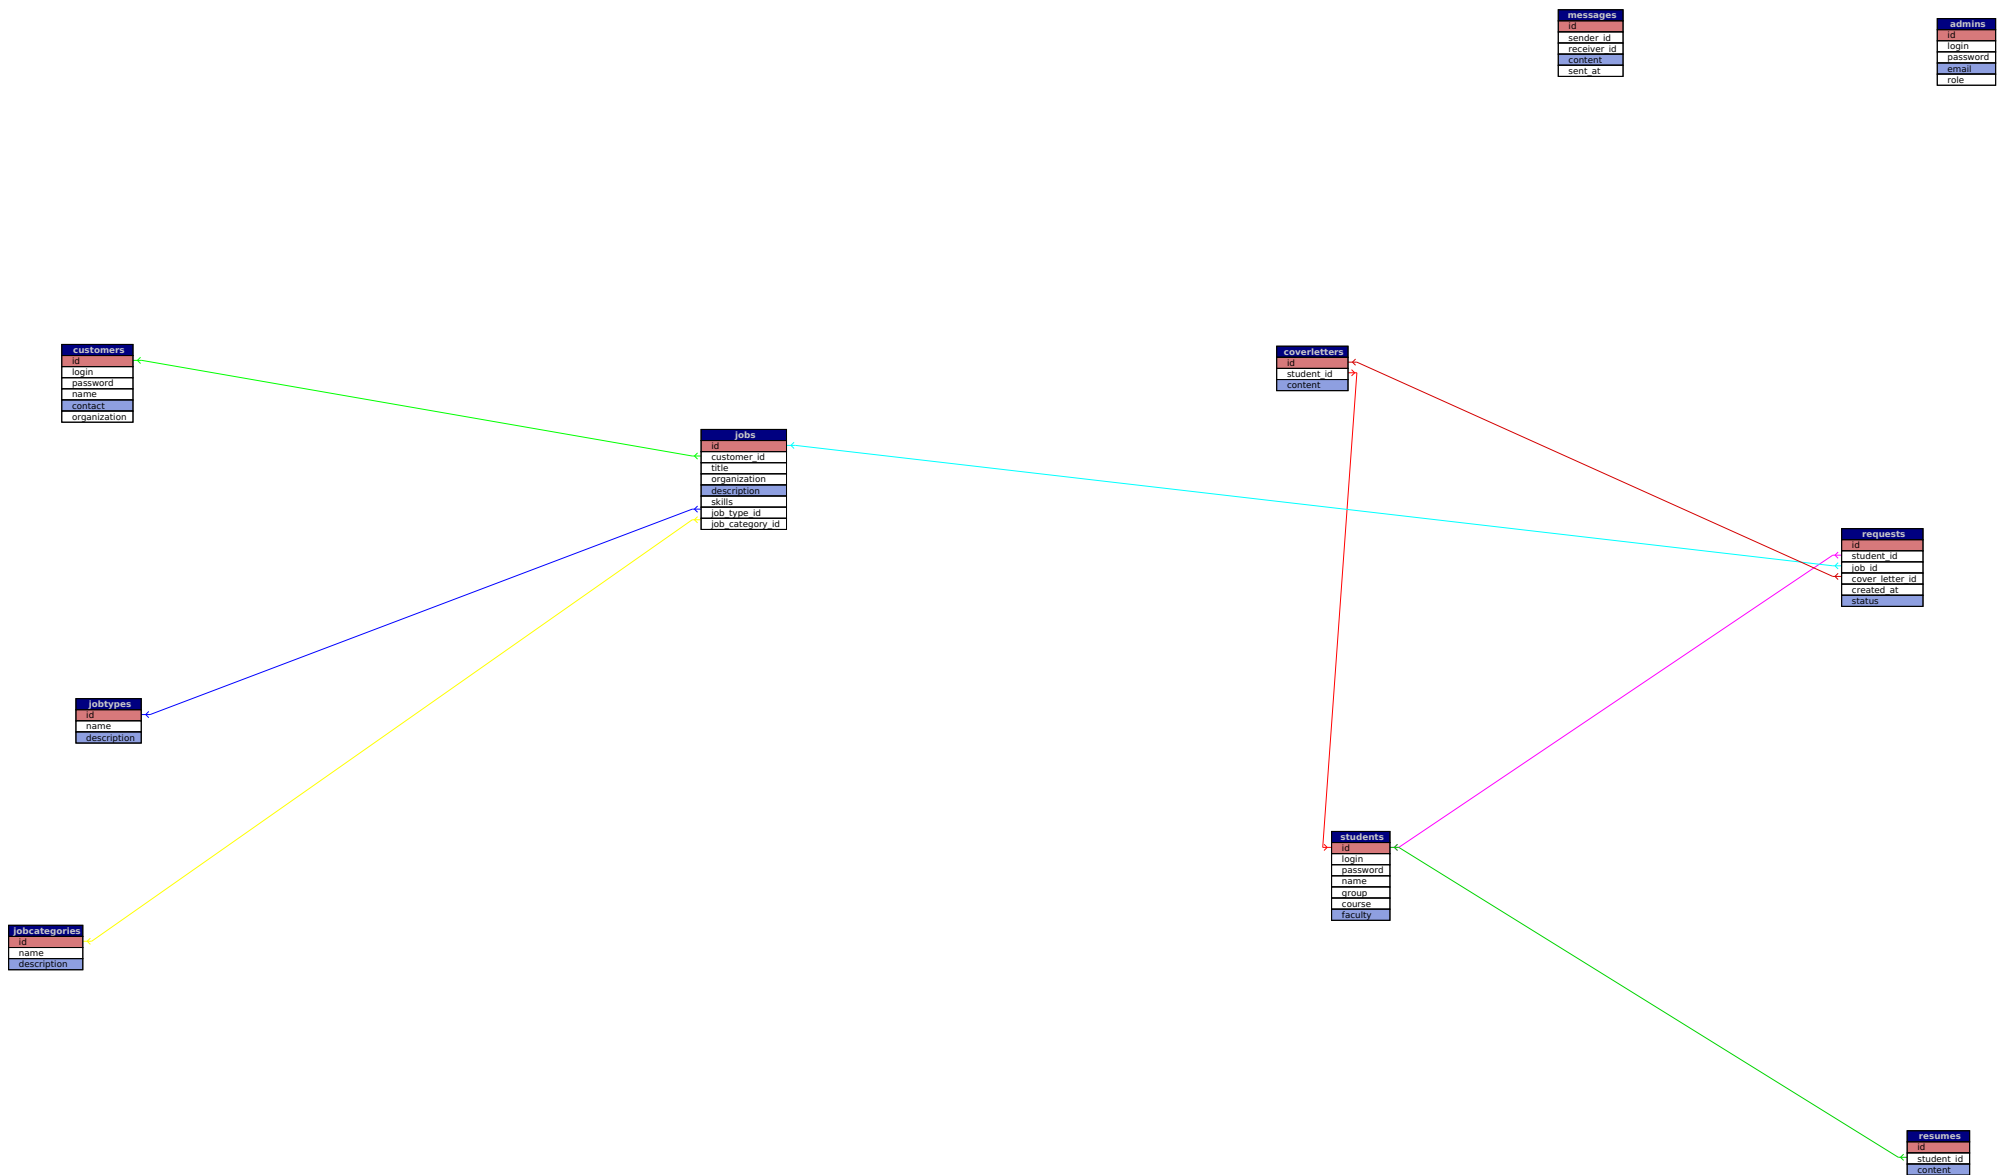 messages
id
sender_id
receiver_id
content
sent_at
admins
id
login
password
email
role
customers
id
login
password
name
contact
organization
coverletters
id
student_id
content
jobs
id
customer_id
title
organization
description
skills
job_type_id
job_category_id
requests
id
student_id
job_id
cover_letter_id
created_at
status
jobtypes
id
name
description
students
id
login
password
name
group
course
faculty
jobcategories
id
name
description
resumes
id
student_id
content